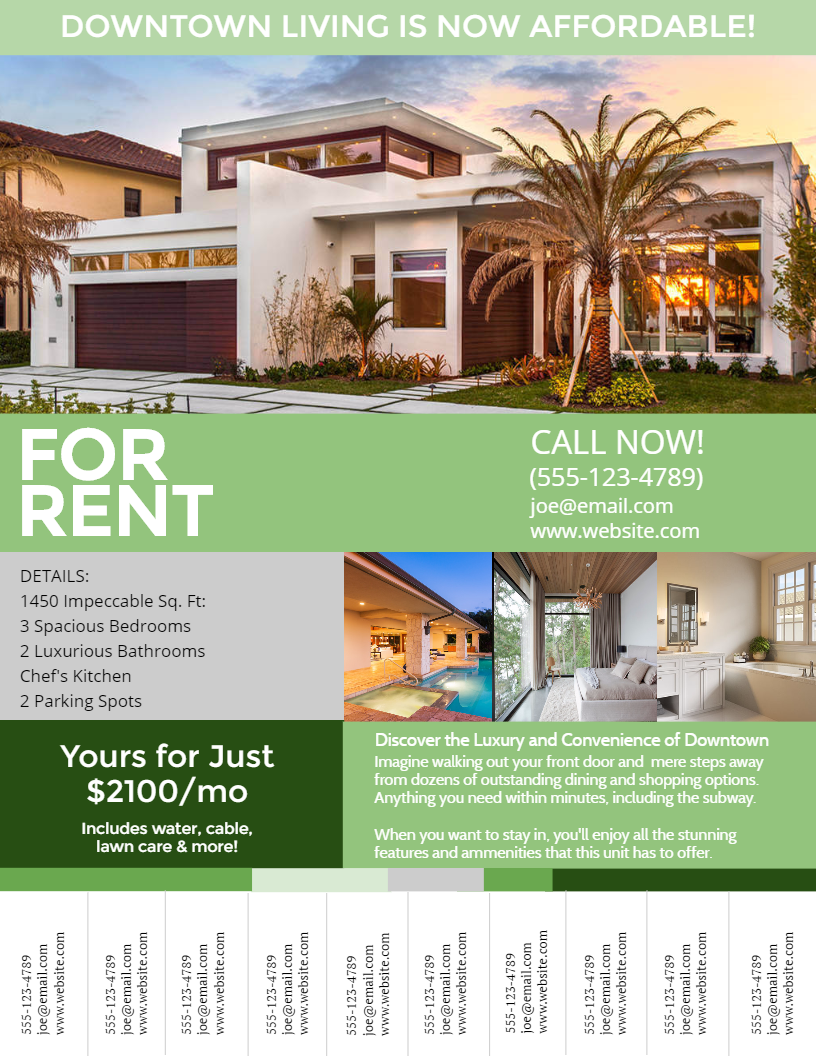 DOWNTOWN LIVING IS NOW AFFORDABLE!
FOR
RENT
CALL NOW!
(555-123-4789)
joe@email.com
www.website.com
DETAILS:
1450 Impeccable Sq. Ft:
3 Spacious Bedrooms
2 Luxurious Bathrooms
Chef's Kitchen
2 Parking Spots
Yours for Just
$2100/mo
Includes water, cable,
lawn care & more!
Discover the Luxury and Convenience of Downtown
Imagine walking out your front door and  mere steps away
from dozens of outstanding dining and shopping options.
Anything you need within minutes, including the subway.
When you want to stay in, you'll enjoy all the stunning
features and ammenities that this unit has to offer.
555-123-4789
joe@email.com
www.website.com
555-123-4789
joe@email.com
www.website.com
555-123-4789
joe@email.com
www.website.com
555-123-4789
joe@email.com
www.website.com
555-123-4789
joe@email.com
www.website.com
555-123-4789
joe@email.com
www.website.com
555-123-4789
joe@email.com
www.website.com
555-123-4789
joe@email.com
www.website.com
555-123-4789
joe@email.com
www.website.com
555-123-4789
joe@email.com
www.website.com